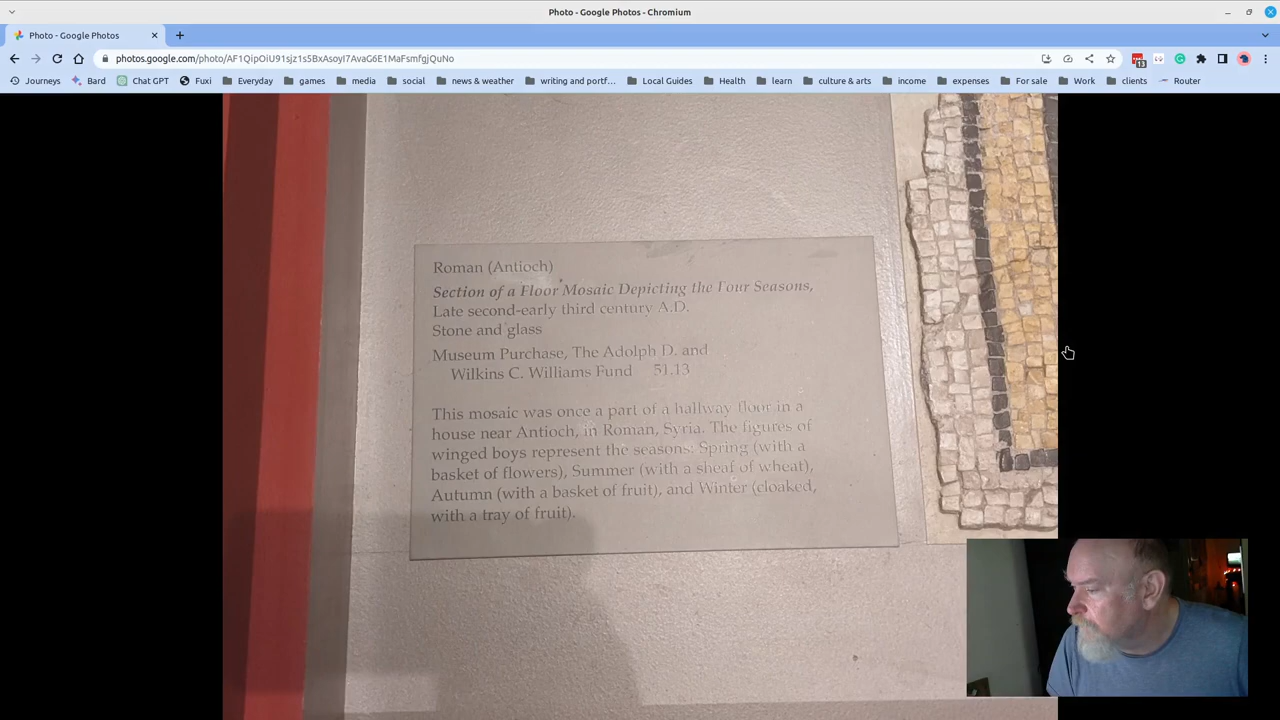 Photo - Google Photos - Chromium
Photo - Google Photos
photos.google.com/photo/AF1QipOiU91sjz1s5BxAsoyI7AvaG6E1MaFsmfgjQuNo
13
Journeys Bard Chat GPT Fuxi Everyday games media social news & weather writing and portf... Local Guides Health learn culture & arts income expenses For sale Work clients Router
Roman (Antioch)
Section of a Floor Mosaic Depicting the Four Seasons,
Late second-early third century A.D.
Stone and glass
Museum Purchase, The Adolph D. and
Wilkins C. Williams Fund 51.13
This mosaic was once a part of a hallway floor in a
house near Antioch, in Roman, Syria. The figures of
winged boys represent the seasons: Spring (with a
basket of flowers), Summer (with a sheaf of wheat),
Autumn (with a basket of fruit), and Winter (cloaked,
with a tray of fruit).